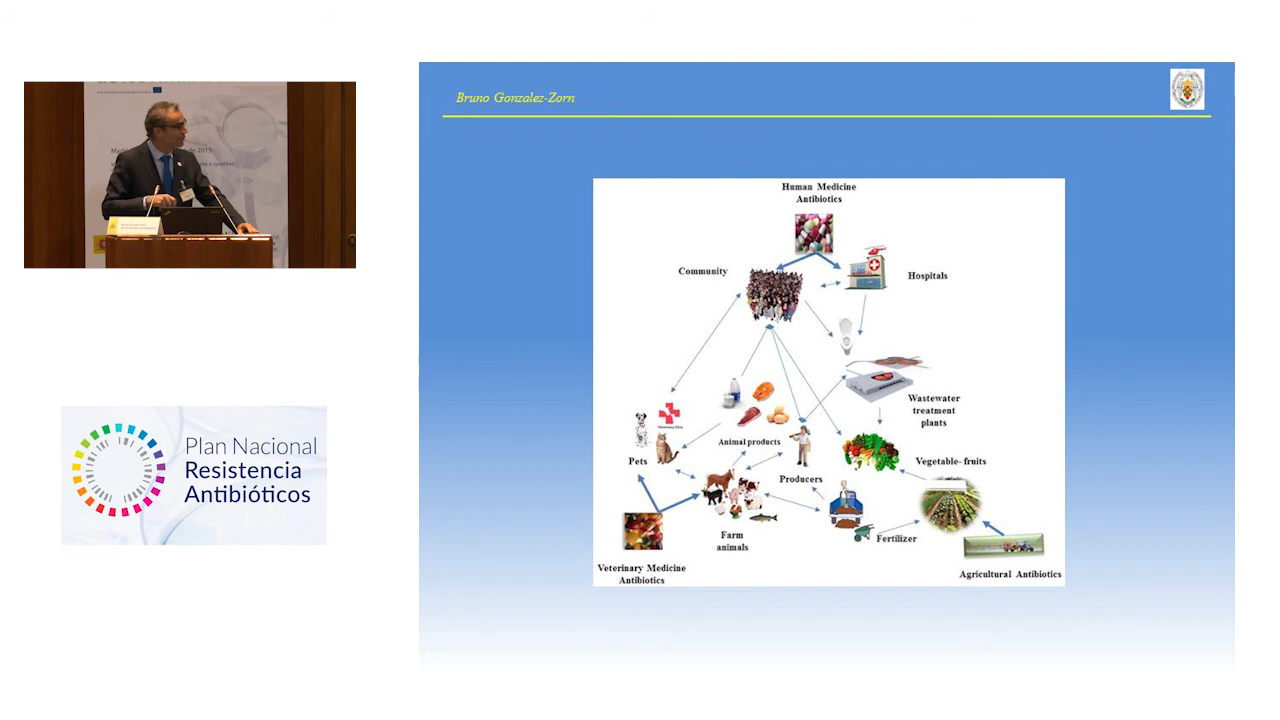 Plan Nacional
Resistencia
Antibióticos
Bruno Gonzalez-Zorn
Human Medicine
Antibiotics
Community
Hospitals
Wastewater
treatment
plants
Animal products
Pets
Vegetable- fruits
Producers
Farm
animals
Fertilizer
Veterinary Medicine
Antibiotics
Agricultural Antibiotics